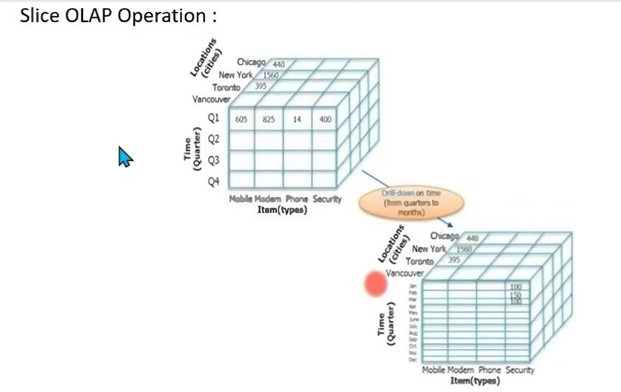 Slice OLAP Operation :
Locations
(cities)
Chicago 440
New York 1560
Toronto 395
Vancouver
Time
(Quarter)
Q1 605 825 14 400
Q2
Q3
Q4
Mobile Modem Phone Security
Item(types)
Drill-down on time
(from quarters to
months)
Locations
(cities)
Chicago 440
New York 1560
Toronto 395
Vancouver
Time
(Quarter)
Jan 100
Feb 150
Mar 100
Apr
May
June
July
Aug
Sep
Oct
Nov
Dec
Mobile Modem Phone Security
Item(types)